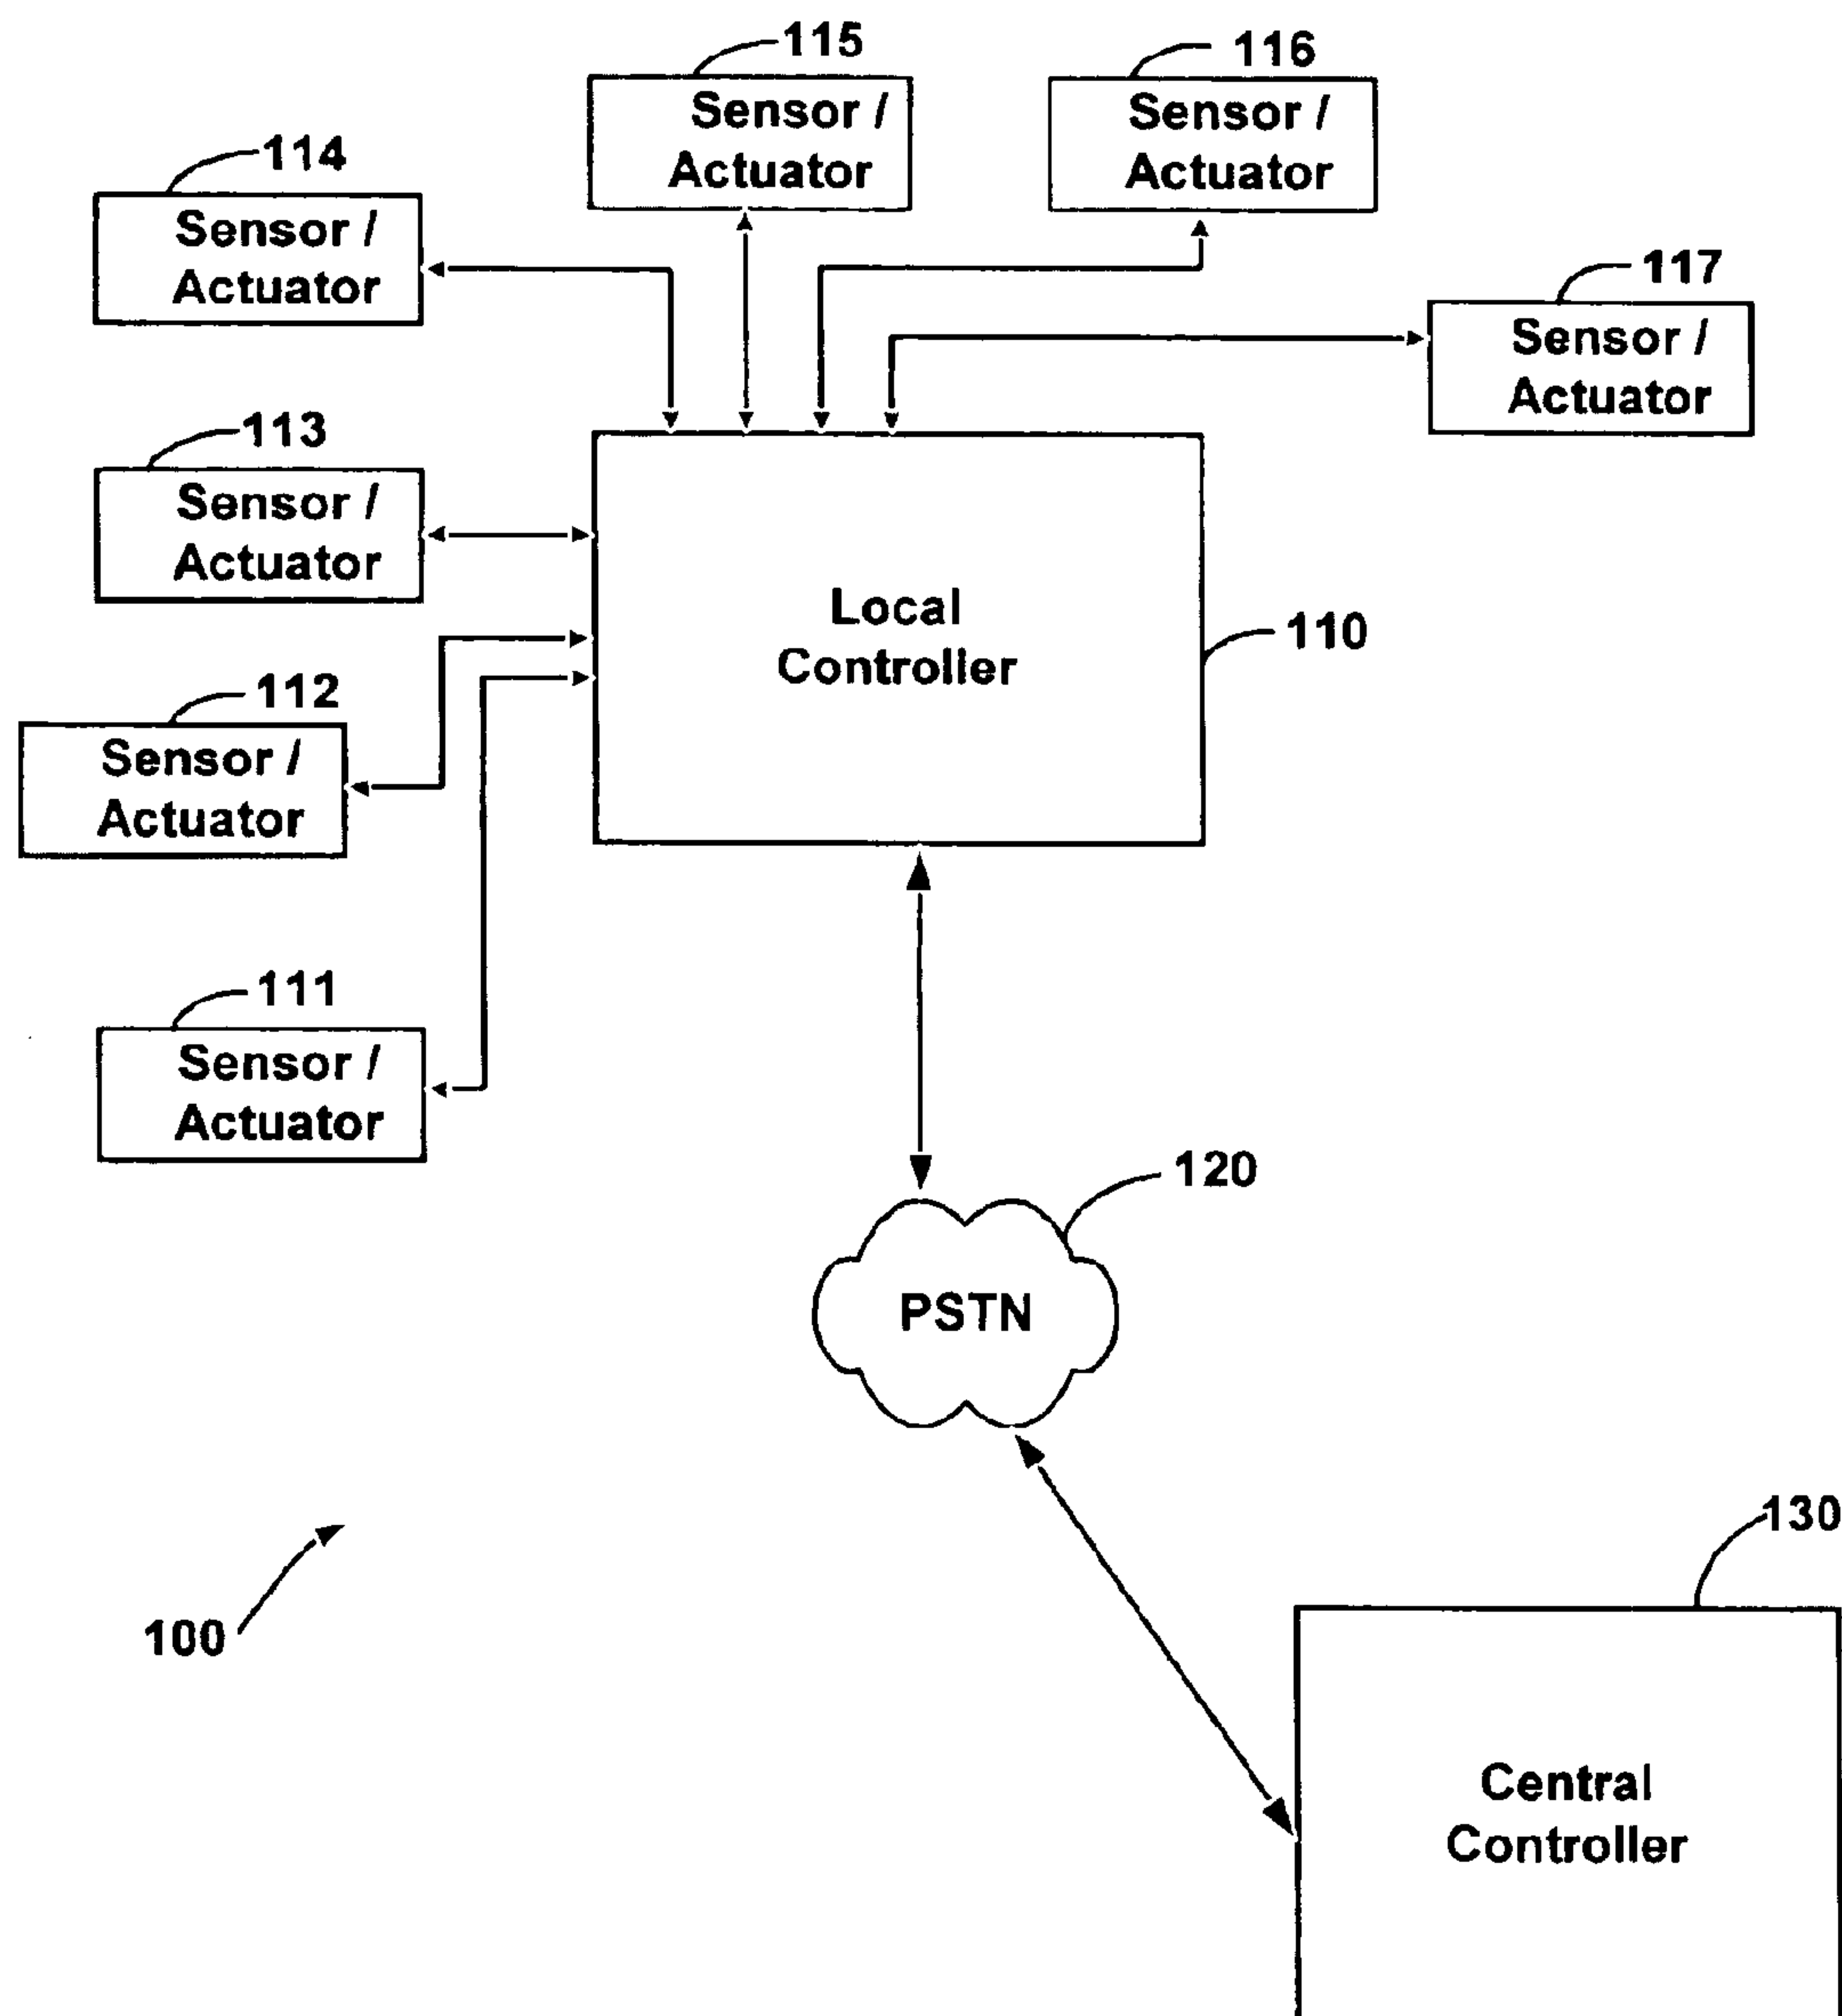 115
Sensor /
Actuator
116
Sensor /
Actuator
114
Sensor /
Actuator
117
Sensor /
Actuator
113
Sensor /
Actuator
Local
Controller
110
112
Sensor /
Actuator
111
Sensor /
Actuator
120
PSTN
130
100
Central
Controller